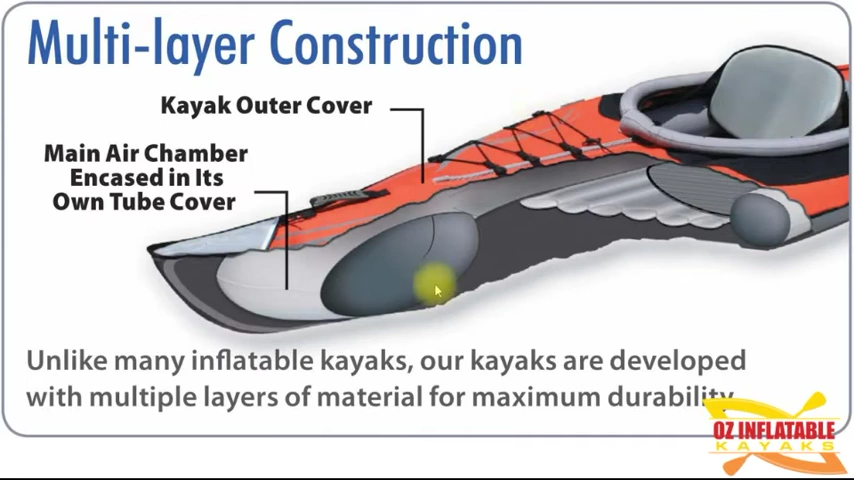 Multi-layer Construction
Kayak Outer Cover
Main Air Chamber
Encased in Its
Own Tube Cover
Unlike many inflatable kayaks, our kayaks are developed
with multiple layers of material for maximum durability
OZ INFLATABLE
KAYAKS